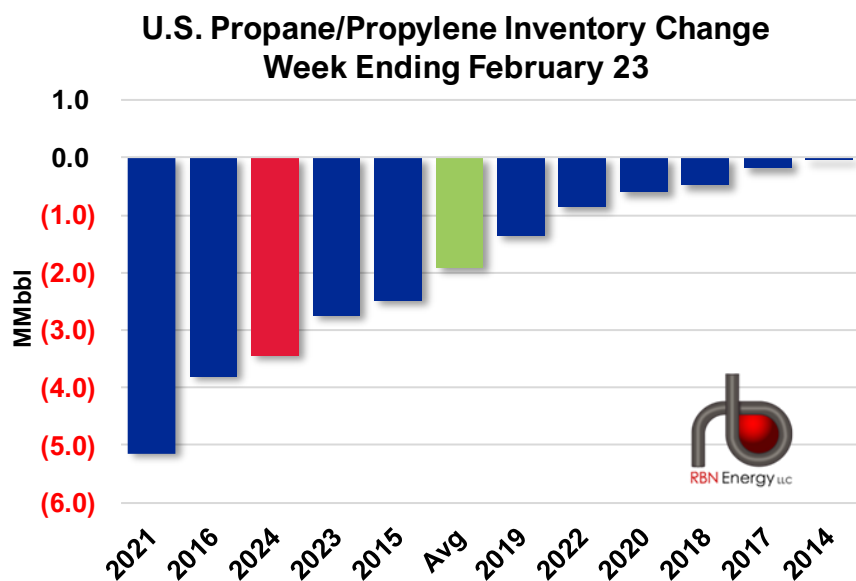 U.S. Propane/Propylene Inventory Change
Week Ending February 23
1.0
0.0
(1.0)
(2.0)
(3.0)
(4.0)
(5.0)
(6.0)
MMbbl
2021 2016 2024 2023 2015 Avg 2019 2022 2020 2018 2017 2014
RBN Energy LLC